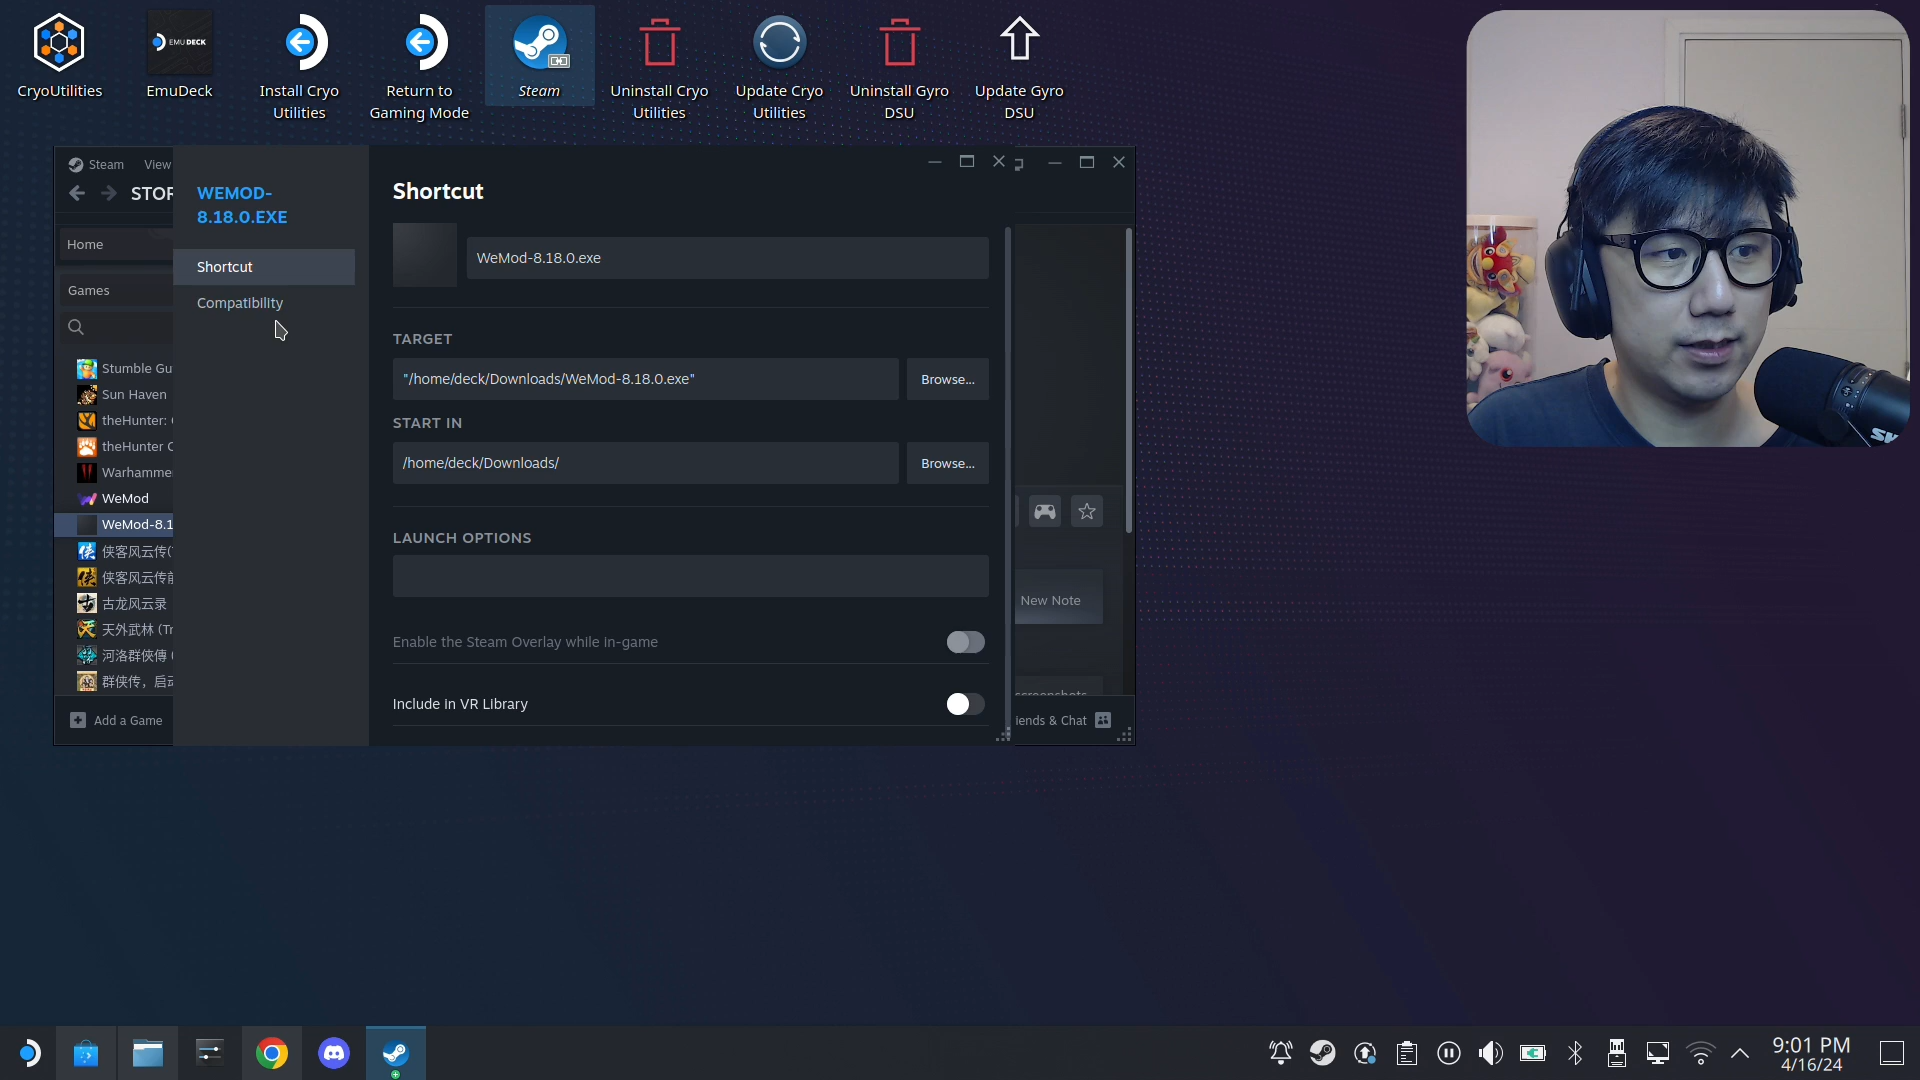 CryoUtilities
EMUDECK
EmuDeck
Install Cryo
Utilities
Return to
Gaming Mode
Steam
Uninstall Cryo
Utilities
Update Cryo
Utilities
Uninstall Gyro
DSU
Update Gyro
DSU
Steam View
STOR
Home
Games
Stumble Gu
Sun Haven
theHunter:
theHunter C
Warhamme
WeMod
WeMod-8.1
侠客风云传(
侠客风云传前
古龙风云录
天外武林 (Tr
河洛群俠傳
群侠传，启动
Add a Game
WEMOD-
8.18.0.EXE
Shortcut
Compatibility
Shortcut
WeMod-8.18.0.exe
TARGET
"/home/deck/Downloads/WeMod-8.18.0.exe"
Browse...
START IN
/home/deck/Downloads/
Browse...
LAUNCH OPTIONS
Enable the Steam Overlay while in-game
Include in VR Library
New Note
screenshots
iends & Chat
9:01 PM
4/16/24